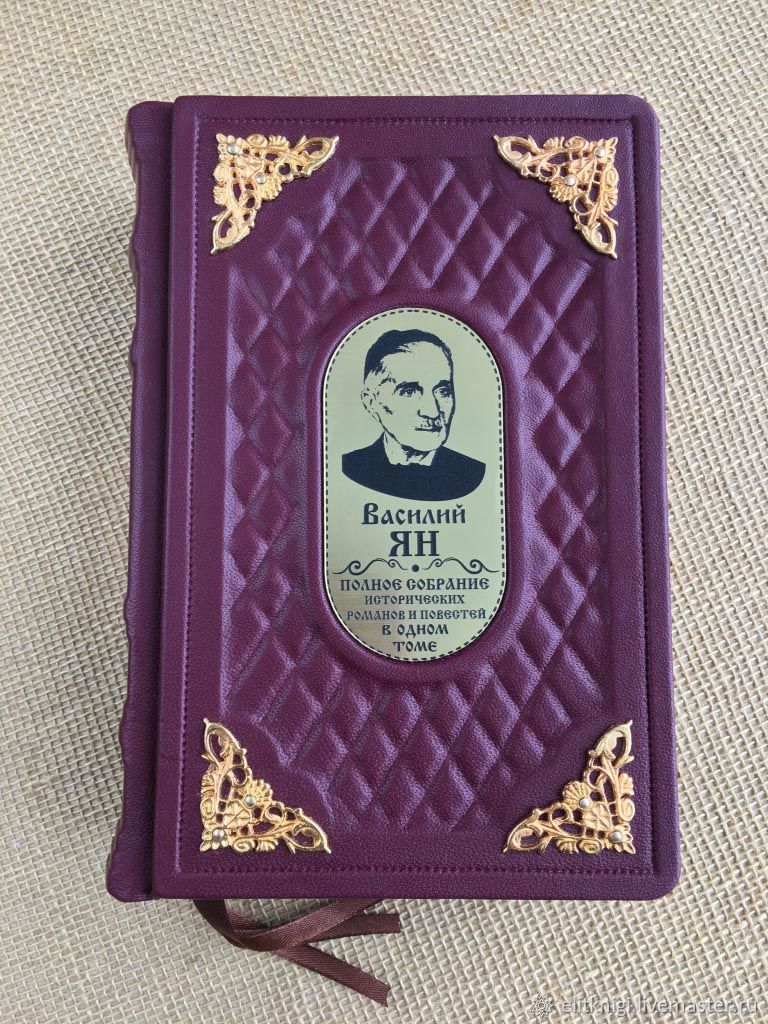 Василий
ЯН
ПОЛНОЕ СОБРАНИЕ
ИСТОРИЧЕСКИХ
РОМАНОВ И ПОВЕСТЕЙ
В ОДНОМ
ТОМЕ
elitknigi.livemaster.ru